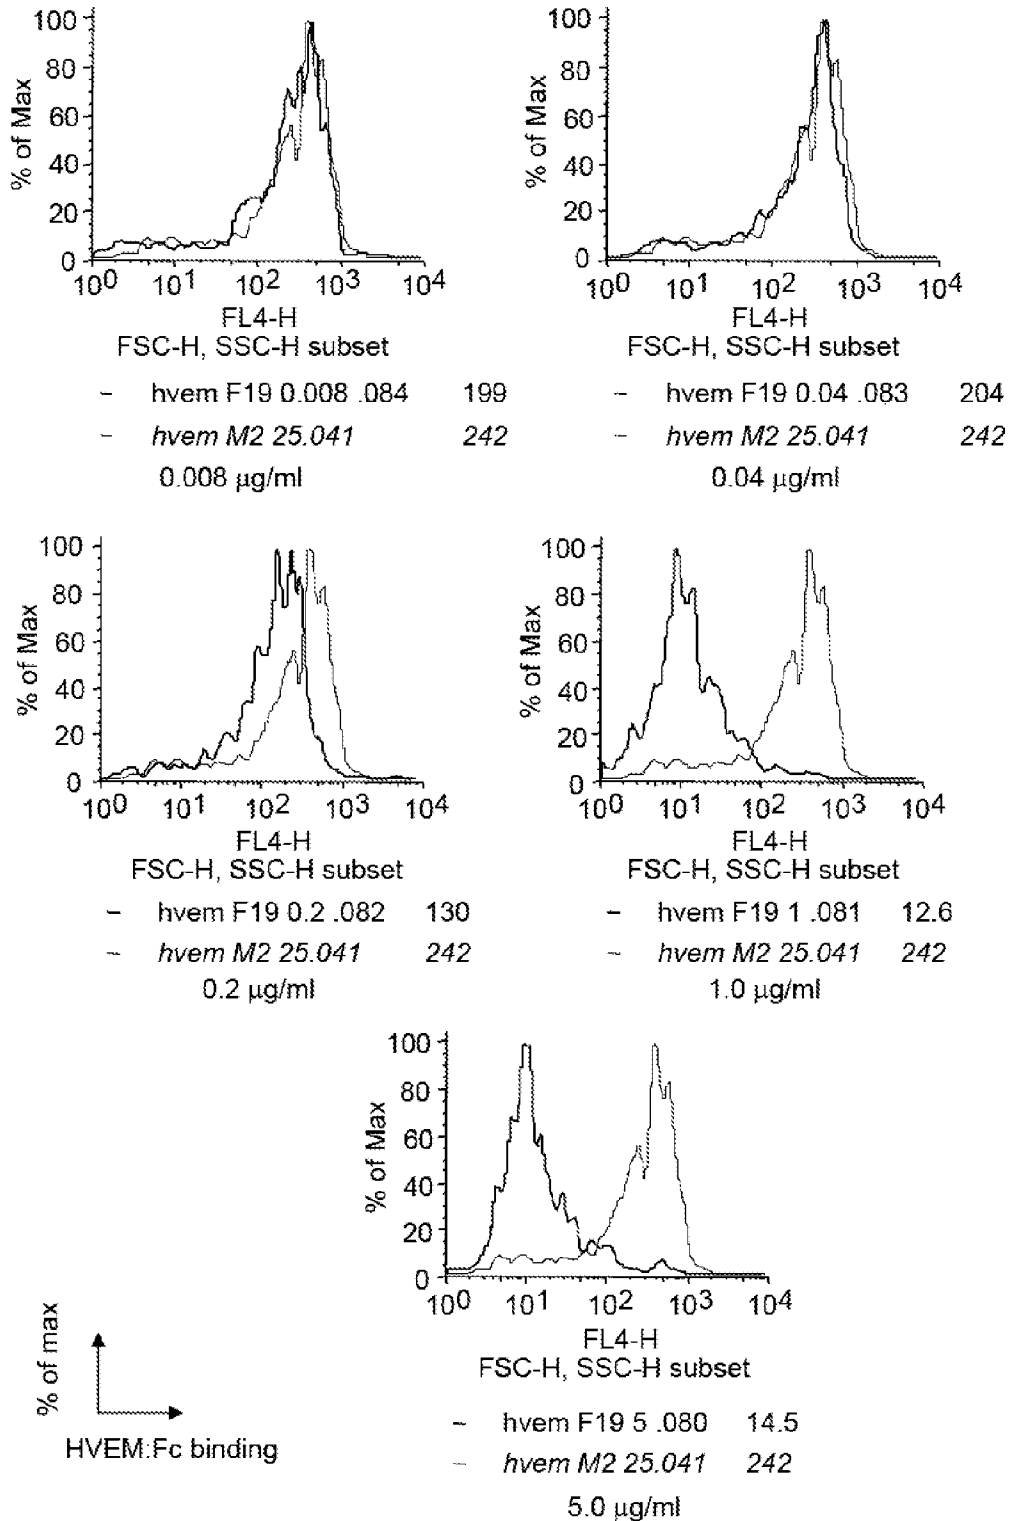 % of Max
100
80
60
40
20
0
10^0 10^1 10^2 10^3 10^4
FL4-H
FSC-H, SSC-H subset
– hvem F19 0.008 .084 199
– hvem M2 25.041 242
0.008 µg/ml
% of Max
100
80
60
40
20
0
10^0 10^1 10^2 10^3 10^4
FL4-H
FSC-H, SSC-H subset
– hvem F19 0.04 .083 204
– hvem M2 25.041 242
0.04 µg/ml
% of Max
100
80
60
40
20
0
10^0 10^1 10^2 10^3 10^4
FL4-H
FSC-H, SSC-H subset
– hvem F19 0.2 .082 130
– hvem M2 25.041 242
0.2 µg/ml
% of Max
100
80
60
40
20
0
10^0 10^1 10^2 10^3 10^4
FL4-H
FSC-H, SSC-H subset
– hvem F19 1 .081 12.6
– hvem M2 25.041 242
1.0 µg/ml
% of Max
100
80
60
40
20
0
10^0 10^1 10^2 10^3 10^4
FL4-H
FSC-H, SSC-H subset
– hvem F19 5 .080 14.5
– hvem M2 25.041 242
5.0 µg/ml
% of max
HVEM:Fc binding